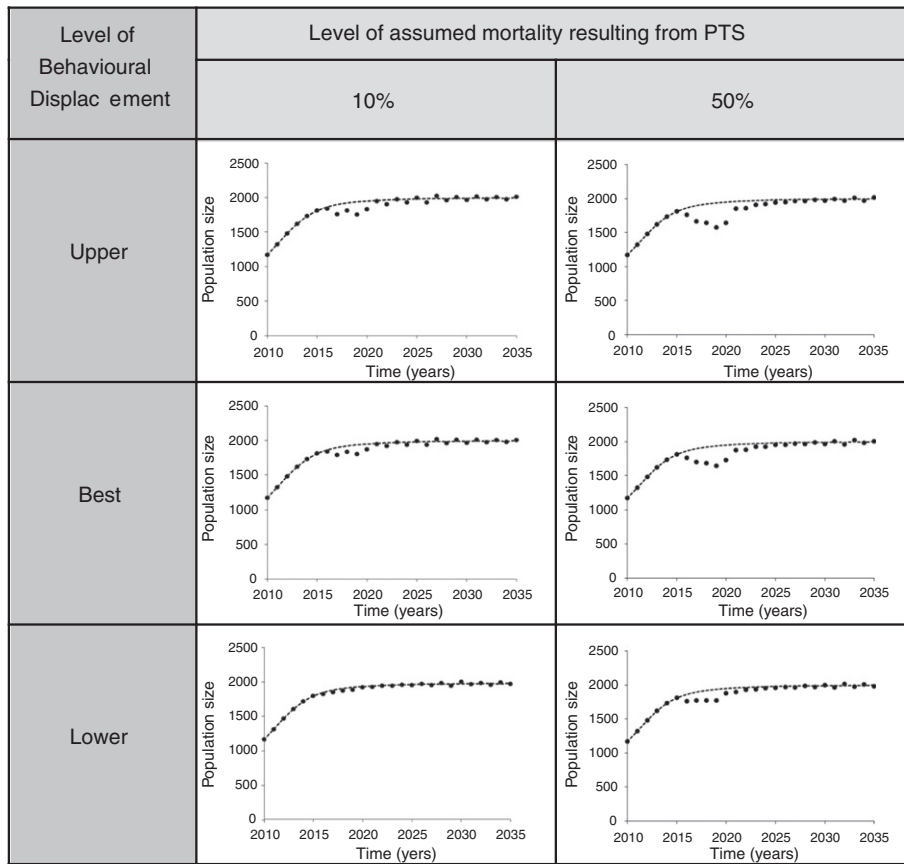 Level of
Behavioural
Displac ement
Level of assumed mortality resulting from PTS
10%
50%
Upper
Population size
2500
2000
1500
1000
500
0
2010 2015 2020 2025 2030 2035
Time (years)
Population size
2500
2000
1500
1000
500
0
2010 2015 2020 2025 2030 2035
Time (years)
Best
Population size
2500
2000
1500
1000
500
0
2010 2015 2020 2025 2030 2035
Time (years)
Population size
2500
2000
1500
1000
500
0
2010 2015 2020 2025 2030 2035
Time (years)
Lower
Population size
2500
2000
1500
1000
500
0
2010 2015 2020 2025 2030 2035
Time (yers)
Population size
2500
2000
1500
1000
500
0
2010 2015 2020 2025 2030 2035
Time (years)